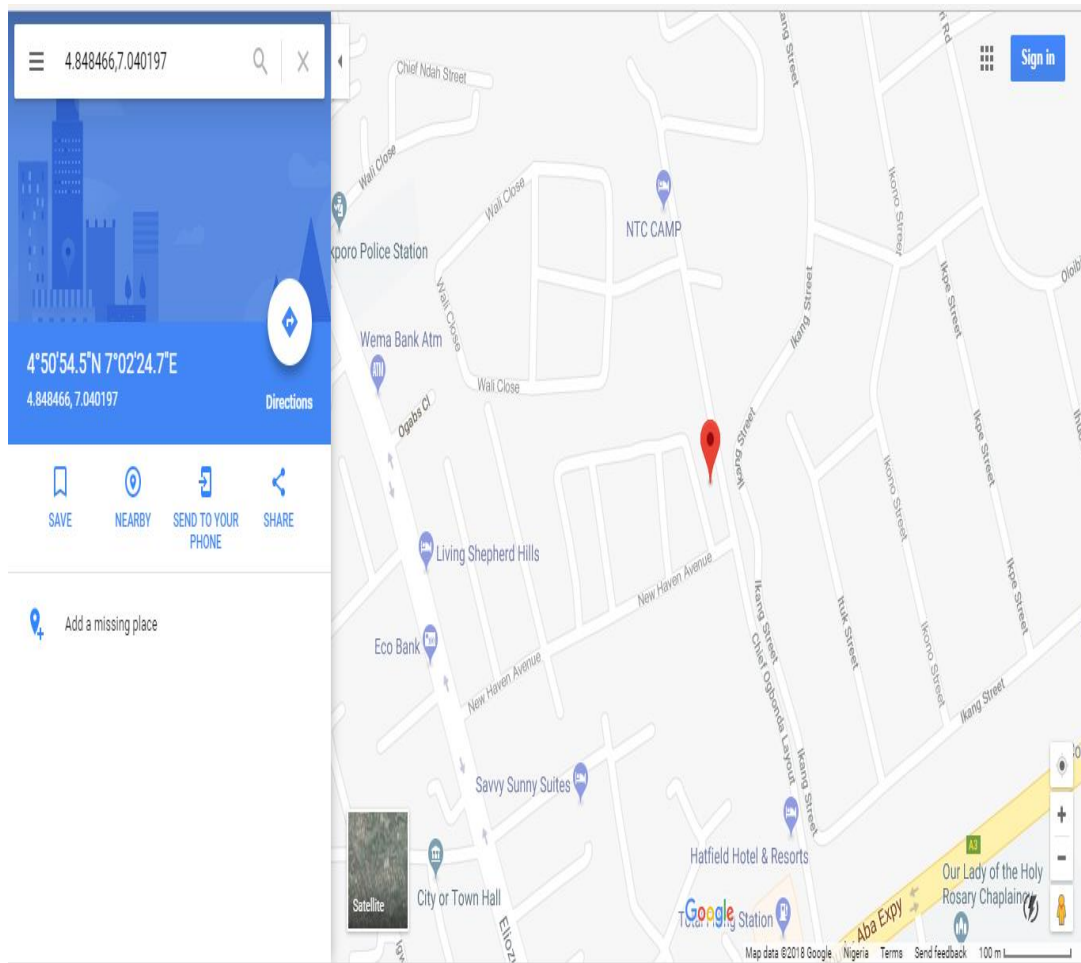 4.848466,7.040197
4°50'54.5"N 7°02'24.7"E
4.848466, 7.040197
Directions
SAVE
NEARBY
SEND TO YOUR
PHONE
SHARE
Add a missing place
Sign in
Chief Ndah Street
Wali Close
Wali Close
Wali Close
Wali Close
kporo Police Station
NTC CAMP
Ikang Street
Ikono Street
Ikpe Street
Wema Bank Atm
Ogabs Cl
Ikang Street
Ikang Street
Ikpe Street
Living Shepherd Hills
New Haven Avenue
Ikono Street
Ikpe Street
Eco Bank
New Haven Avenue
Ikang Street
Chief Ogbonda Layout
Ituk Street
Ikono Street
Ikang Street
Ikang Street
Savvy Sunny Suites
Hatfield Hotel & Resorts
A3
Our Lady of the Holy
Rosary Chaplaincy
City or Town Hall
Satellite
Google
Station
Aba Expy
Map data ©2018 Google
Nigeria
Terms
Send feedback
100 m